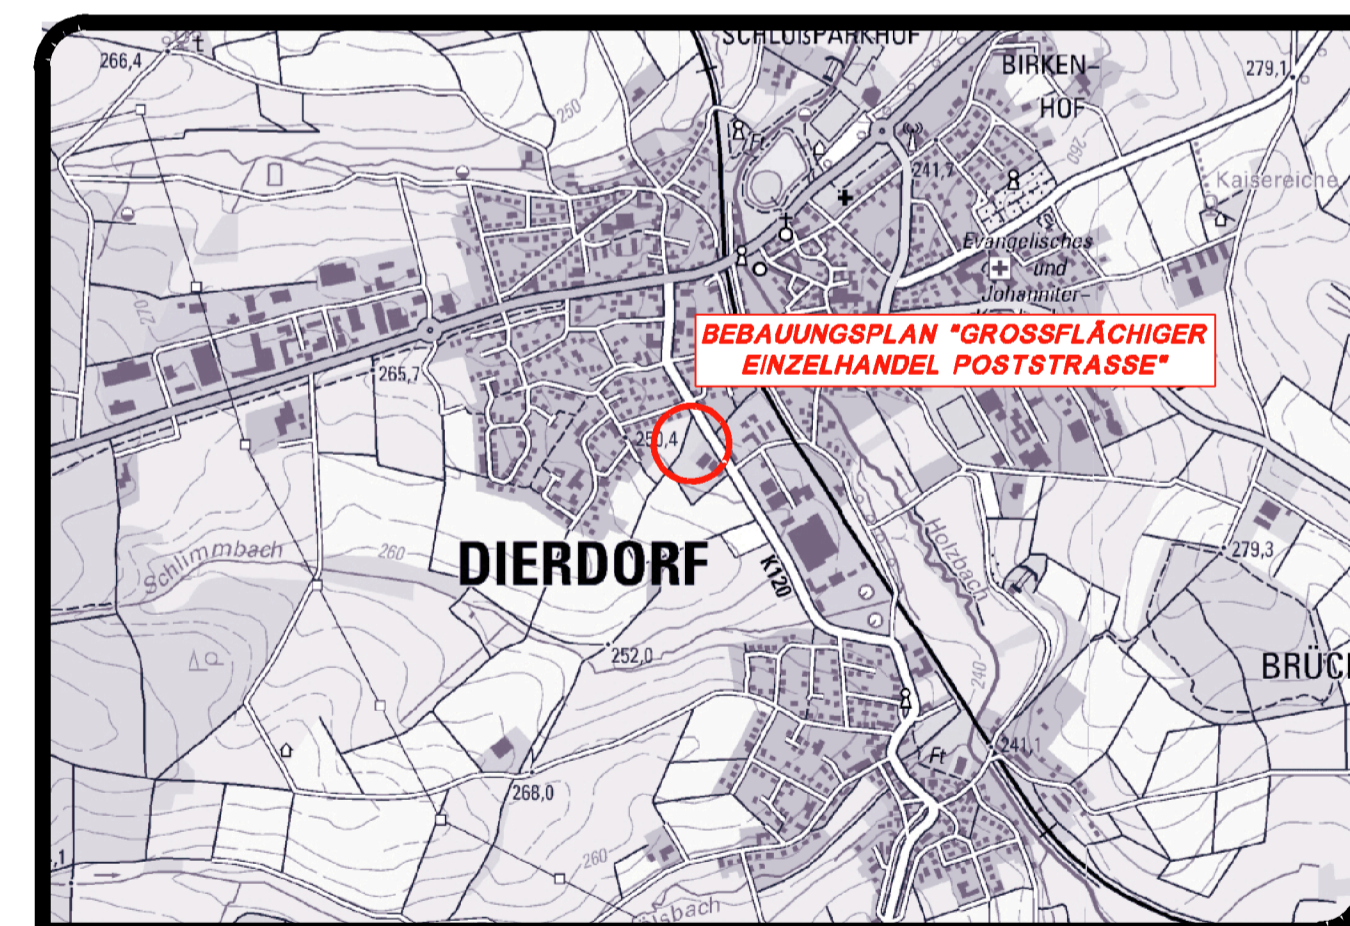 SCHLOßPARKHOF
BIRKEN-
HOF
266,4
279,1
250
Ft
241,7
260
Kaisereiche
Evangelisches
und
Johanniter-
270
BEBAUUNGSPLAN "GROSSFLÄCHIGER
EINZELHANDEL POSTSTRASSE"
265,7
250,4
Schlimmbach
260
DIERDORF
K120
Holzbach
279,3
252,0
240
BRÜC
Ft
241,1
268,0
260
,1